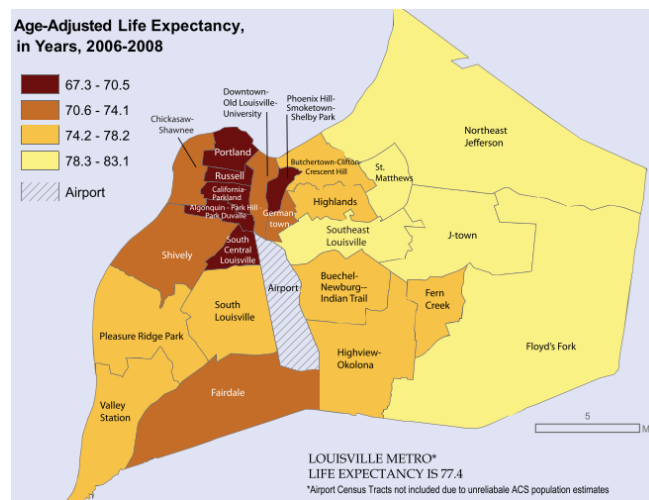 Age-Adjusted Life Expectancy,
in Years, 2006-2008
67.3 - 70.5
70.6 - 74.1
74.2 - 78.2
78.3 - 83.1
Airport
Downtown-
Old Louisville-
University
Phoenix Hill-
Smoketown-
Shelby Park
Chickasaw-
Shawnee
Portland
Russell
California-
Parkland
Algonquin - Park Hill -
Park Duvalle
German
town
Butchertown-Clifton-
Crescent Hill
St.
Matthews
Northeast
Jefferson
Highlands
Southeast
Louisville
J-town
Shively
South
Central
Louisville
Airport
Buechel-
Newburg--
Indian Trail
Fern
Creek
South
Louisville
Pleasure Ridge Park
Highview-
Okolona
Floyd's Fork
Valley
Station
Fairdale
5
M
LOUISVILLE METRO*
LIFE EXPECTANCY IS 77.4
*Airport Census Tracts not included due to unreliabale ACS population estimates